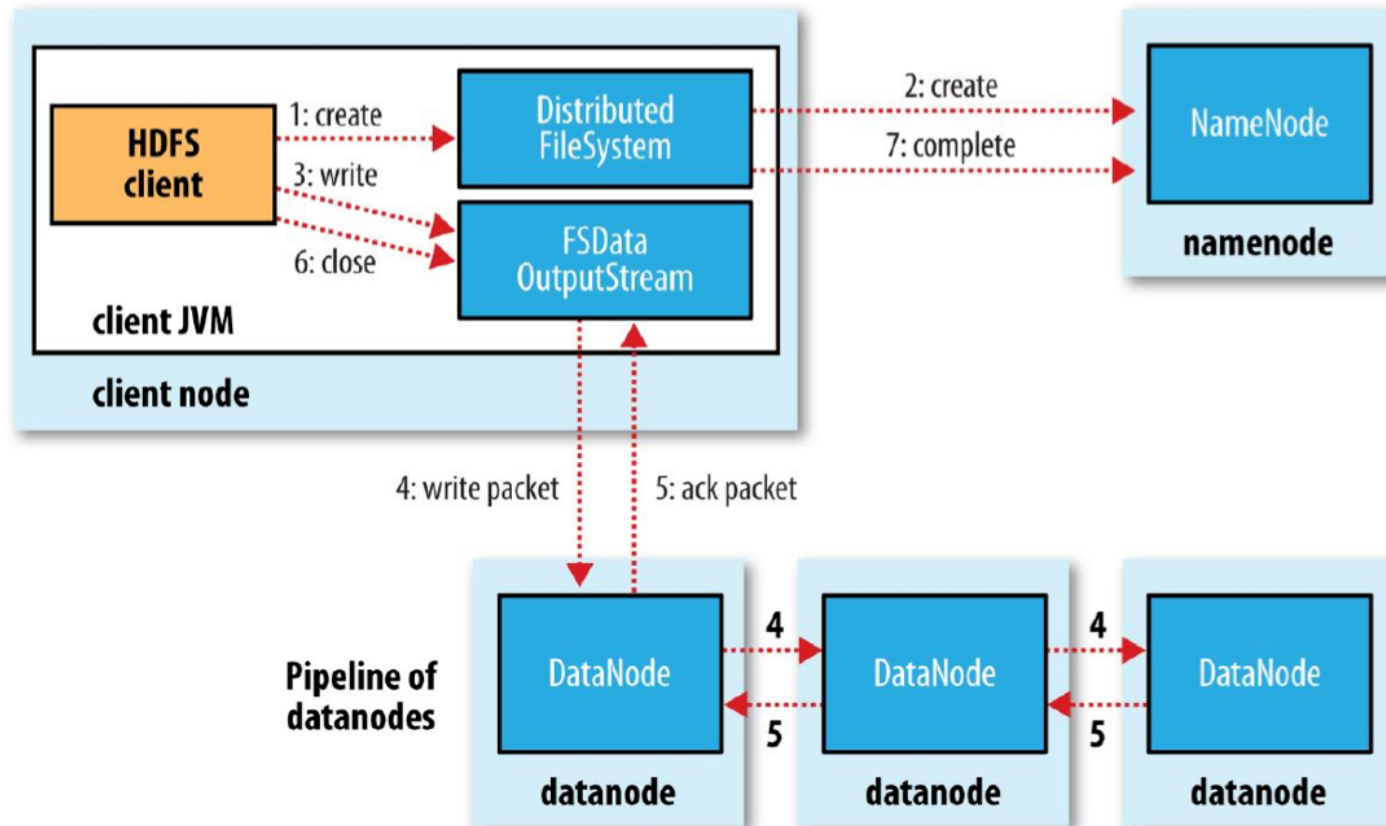 1: create
HDFS
client
3: write
6: close
Distributed
FileSystem
FSData
OutputStream
client JVM
client node
2: create
7: complete
NameNode
namenode
4: write packet
5: ack packet
Pipeline of
datanodes
DataNode
4
5
DataNode
4
5
DataNode
datanode
datanode
datanode